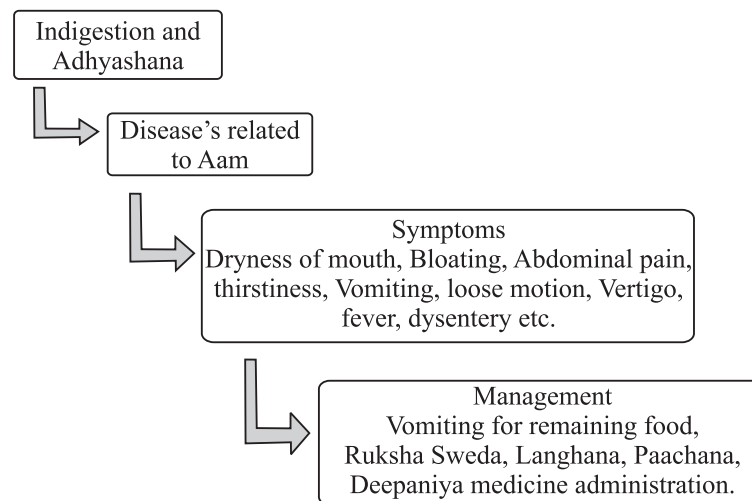 Indigestion and
Adhyashana
Disease’s related
to Aam
Symptoms
Dryness of mouth, Bloating, Abdominal pain,
thirstiness, Vomiting, loose motion, Vertigo,
fever, dysentery etc.
Management
Vomiting for remaining food,
Ruksha Sweda, Langhana, Paachana,
Deepaniya medicine administration.